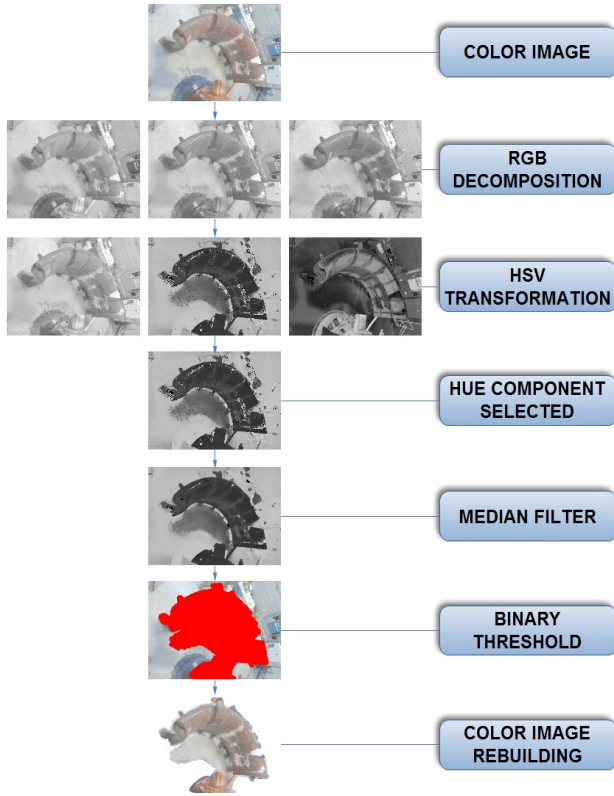 COLOR IMAGE
RGB
DECOMPOSITION
HSV
TRANSFORMATION
HUE COMPONENT
SELECTED
MEDIAN FILTER
BINARY
THRESHOLD
COLOR IMAGE
REBUILDING